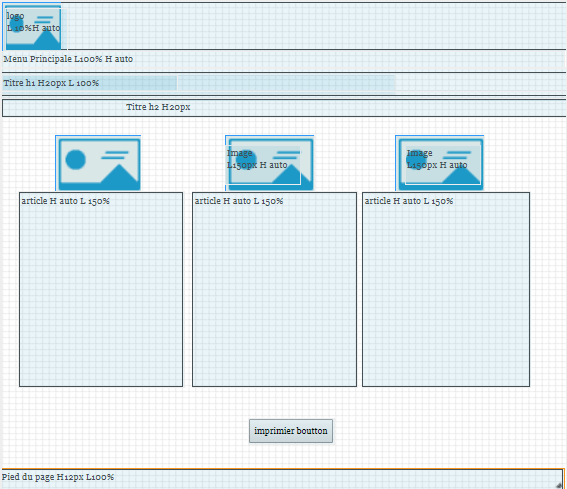 logo
L 10%H auto
Menu Principale L100% H auto
Titre h1 H20px L 100%
Titre h2 H20px
Image
L150px H auto
Image
L150px H auto
article H auto L 150%
article H auto L 150%
article H auto L 150%
imprimier boutton
Pied du page H12px L100%